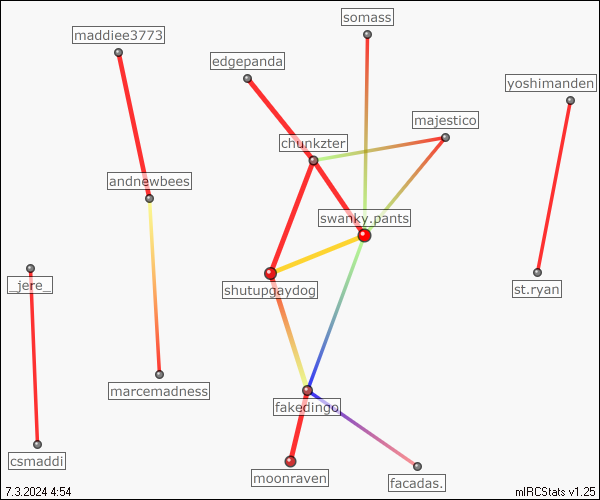 somass
maddiee3773
edgepanda
yoshimanden
majestico
chunkzter
andnewbees
swanky.pants
_jere_
shutupgaydog
st.ryan
marcemadness
fakedingo
csmaddi
moonraven
facadas.
7.3.2024 4:54
mIRCStats v1.25